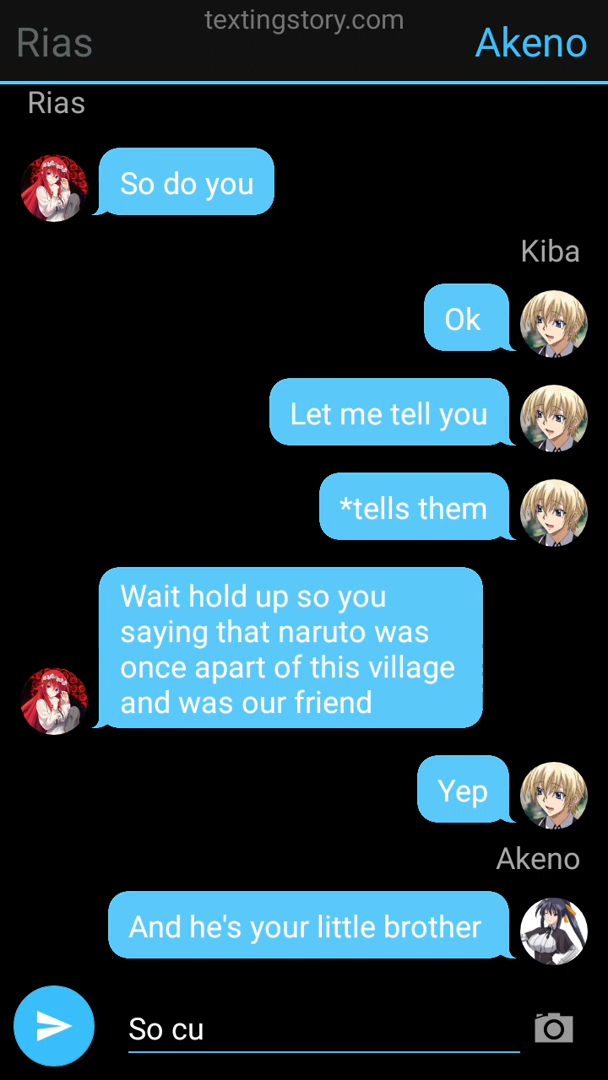 textingstory.com
Rias
Akeno
Rias
So do you
Kiba
Ok
Let me tell you
*tells them
Wait hold up so you
saying that naruto was
once apart of this village
and was our friend
Yep
Akeno
And he's your little brother
So cu